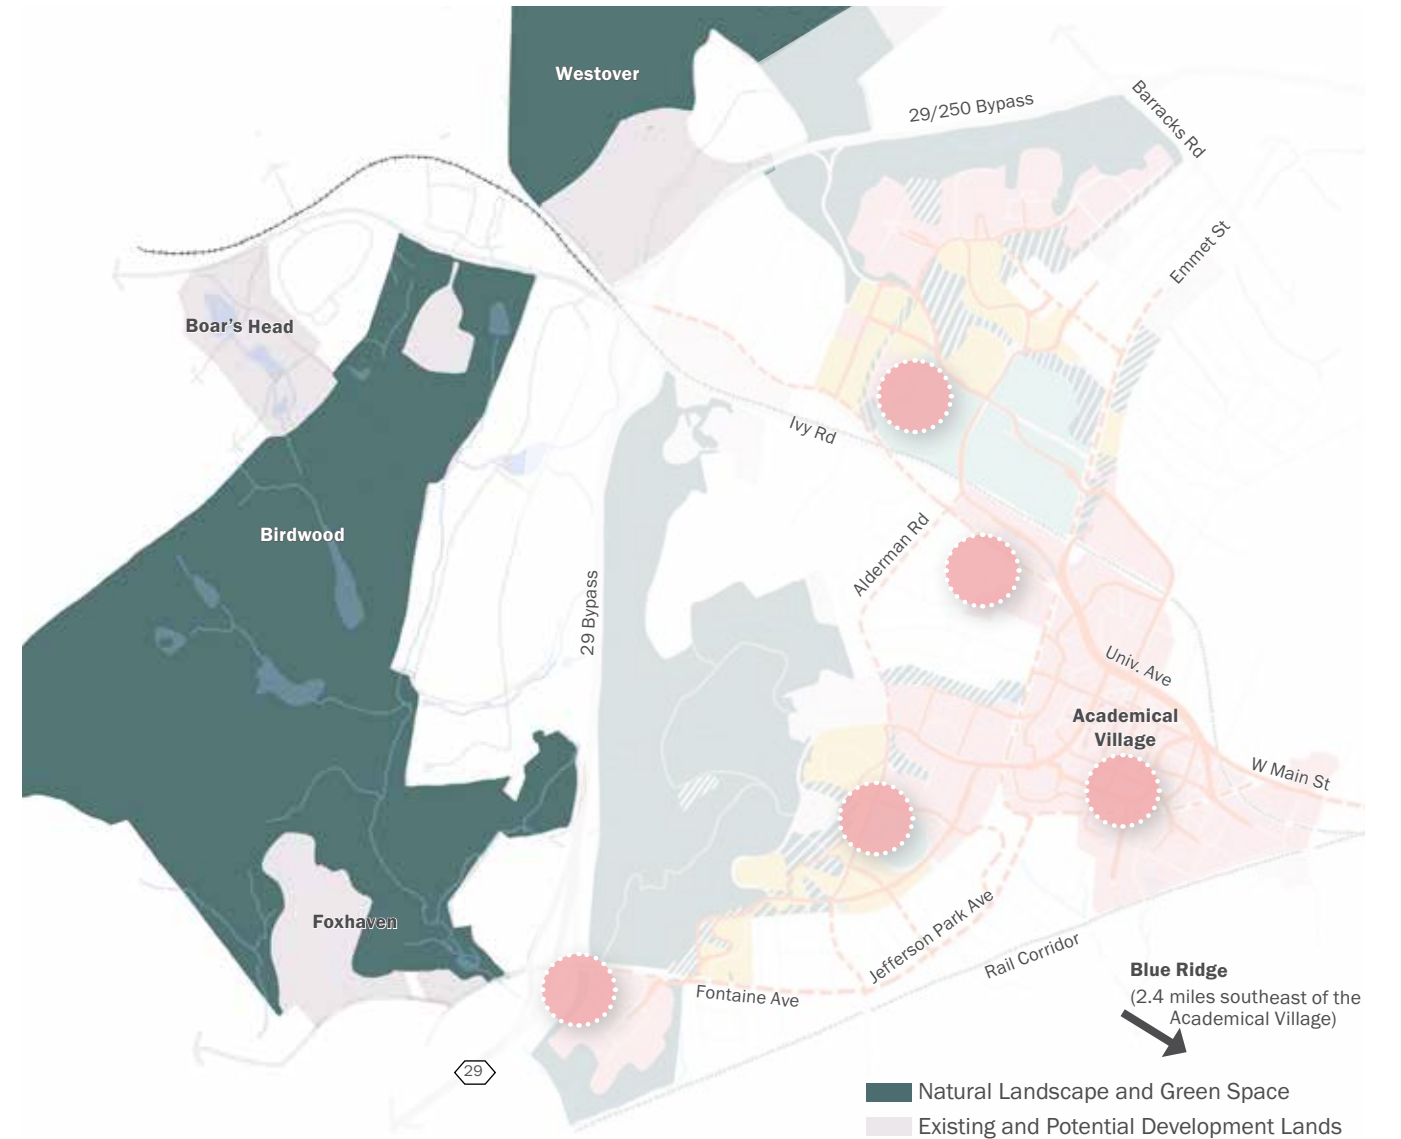 Westover
29/250 Bypass
Barracks Rd
Emmet St
Boar's Head
Ivy Rd
Birdwood
Alderman Rd
29 Bypass
Univ. Ave
Academical
Village
W Main St
Foxhaven
Jefferson Park Ave
Rail Corridor
Fontaine Ave
Blue Ridge
(2.4 miles southeast of the
Academical Village)
29
Natural Landscape and Green Space
Existing and Potential Development Lands